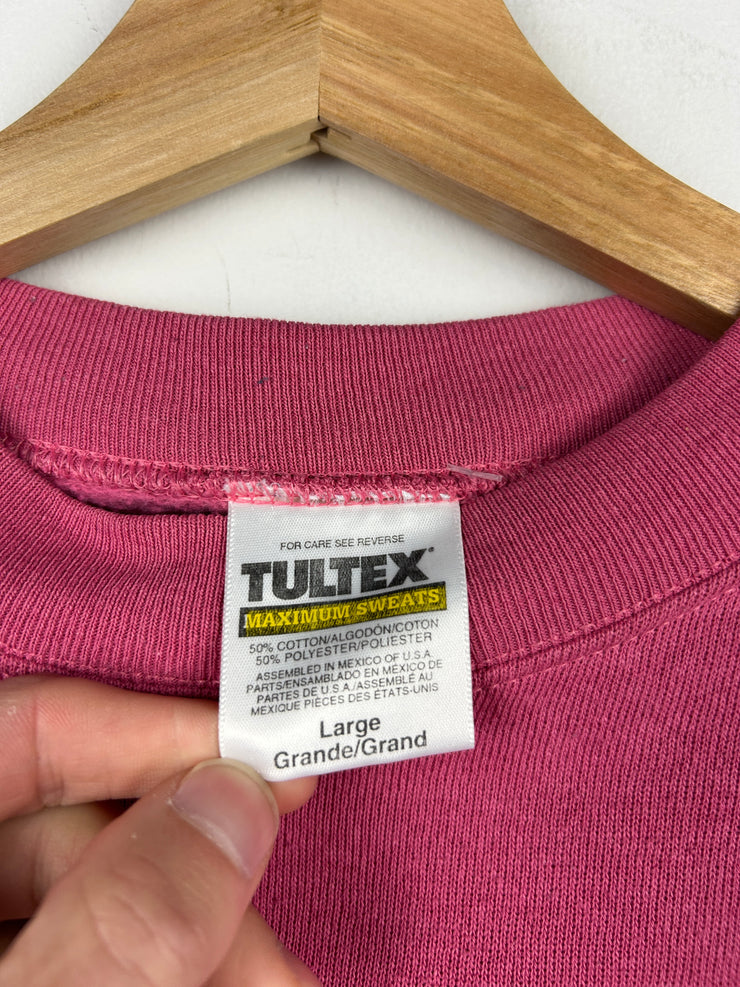 FOR CARE SEE REVERSE
TULTEX®
MAXIMUM SWEATS
50% COTTON/ALGODÓN/COTON
50% POLYESTER/POLIESTER
ASSEMBLED IN MEXICO OF U.S.A.
PARTS/ENSAMBLADO EN MÉXICO DE
PARTES DE U.S.A./ASSEMBLÉ AU
MEXIQUE PIÈCES DES ÉTATS-UNIS
Large
Grande/Grand